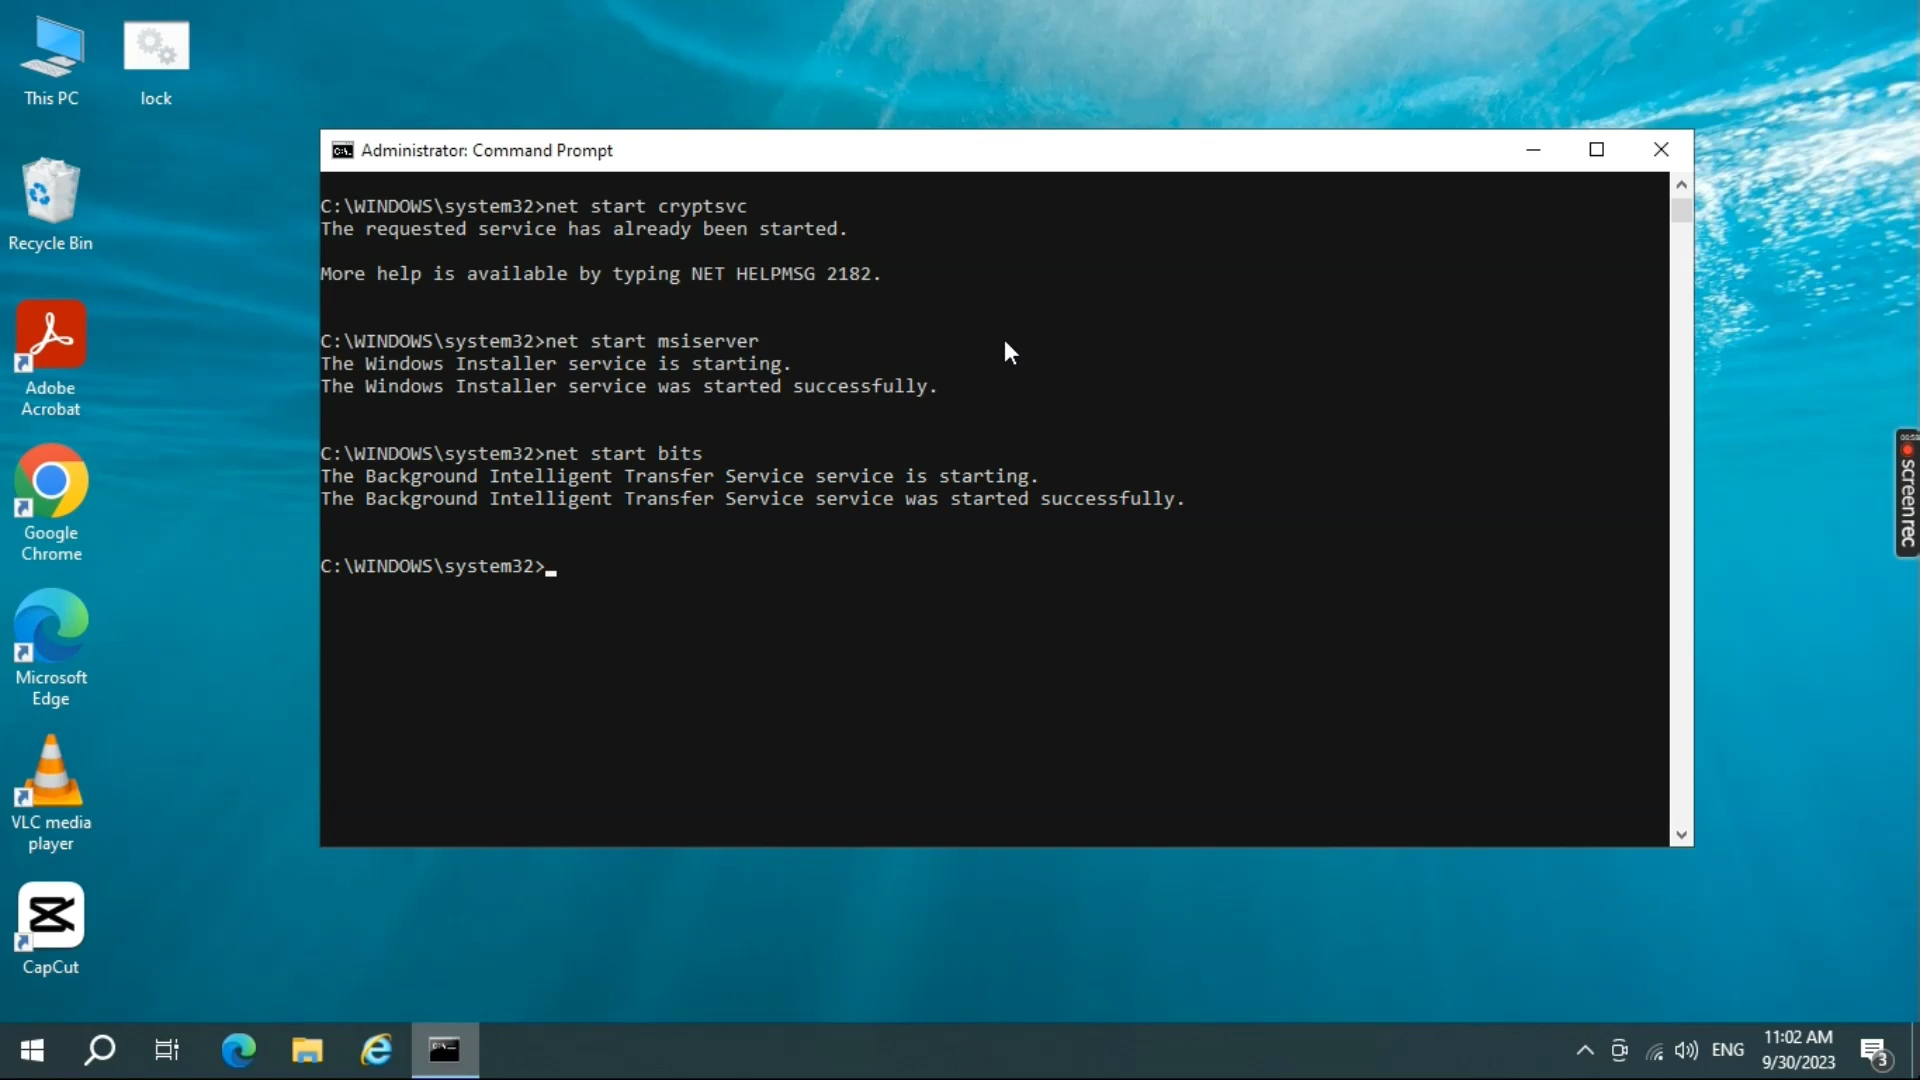 This PC
lock
Recycle Bin
Adobe
Acrobat
Google
Chrome
Microsoft
Edge
VLC media
player
CapCut
Administrator: Command Prompt
C:\WINDOWS\system32>net start cryptsvc
The requested service has already been started.
More help is available by typing NET HELPMSG 2182.
C:\WINDOWS\system32>net start msiserver
The Windows Installer service is starting.
The Windows Installer service was started successfully.
C:\WINDOWS\system32>net start bits
The Background Intelligent Transfer Service service is starting.
The Background Intelligent Transfer Service service was started successfully.
C:\WINDOWS\system32>
screen rec
ENG
11:02 AM
9/30/2023
3